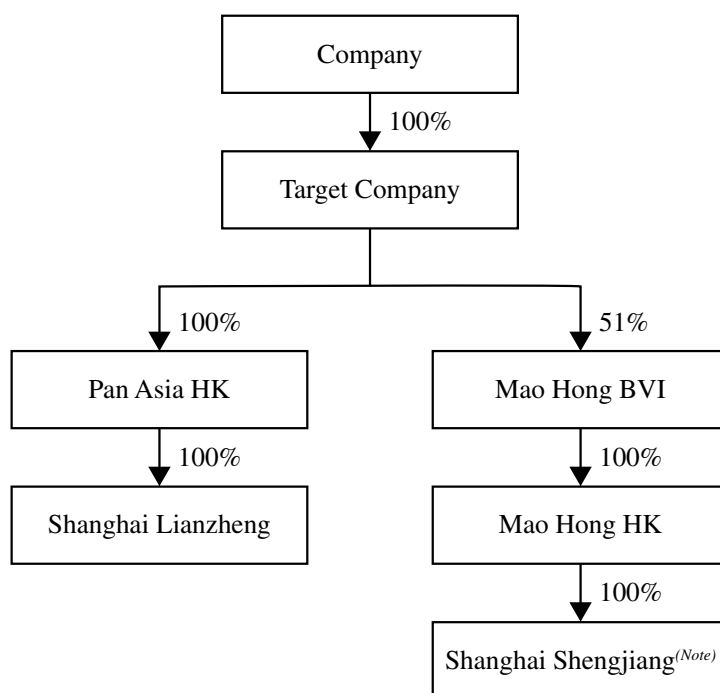 Company
100%
Target Company
100%
51%
Pan Asia HK
Mao Hong BVI
100%
100%
Shanghai Lianzheng
Mao Hong HK
100%
Shanghai Shengjiang(Note)